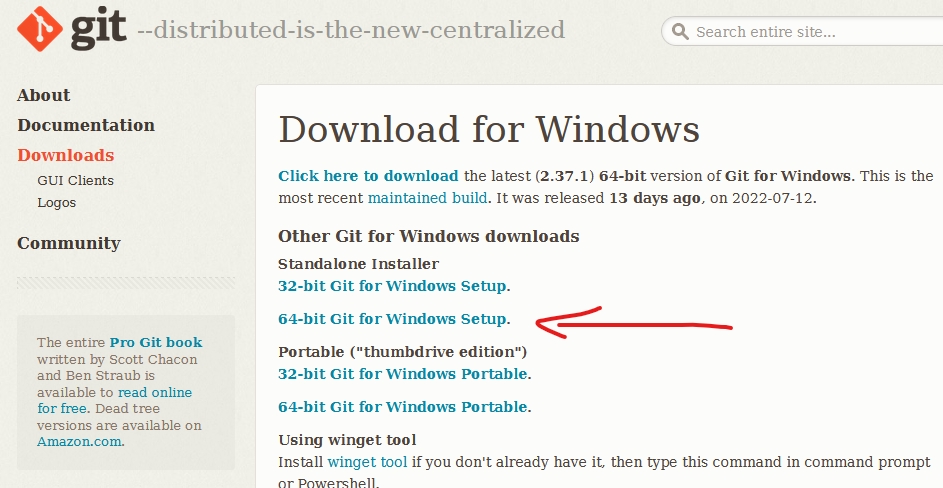 git --distributed-is-the-new-centralized
Search entire site...
About
Documentation
Downloads
GUI Clients
Logos
Community
The entire Pro Git book
written by Scott Chacon
and Ben Straub is
available to read online
for free. Dead tree
versions are available on
Amazon.com.
Download for Windows
Click here to download the latest (2.37.1) 64-bit version of Git for Windows. This is the
most recent maintained build. It was released 13 days ago, on 2022-07-12.
Other Git for Windows downloads
Standalone Installer
32-bit Git for Windows Setup.
64-bit Git for Windows Setup.
Portable ("thumbdrive edition")
32-bit Git for Windows Portable.
64-bit Git for Windows Portable.
Using winget tool
Install winget tool if you don't already have it, then type this command in command prompt
or Powershell.